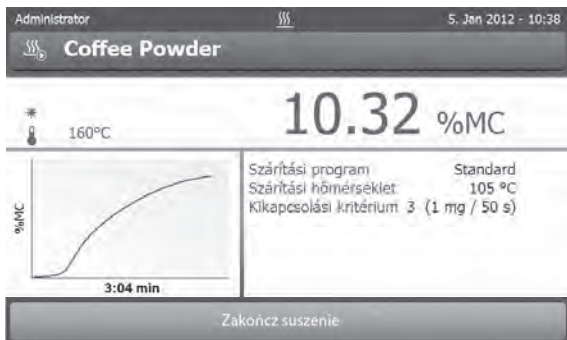 Administrator 5. Jan 2012 - 10:38
Coffee Powder
160°C 10.32 %MC
Szárítási program Standard
Szárítási hőmérséklet 105 °C
Kikapcsolási kritérium 3 (1 mg / 50 s)
%MC
3:04 min
Zakończ suszenie